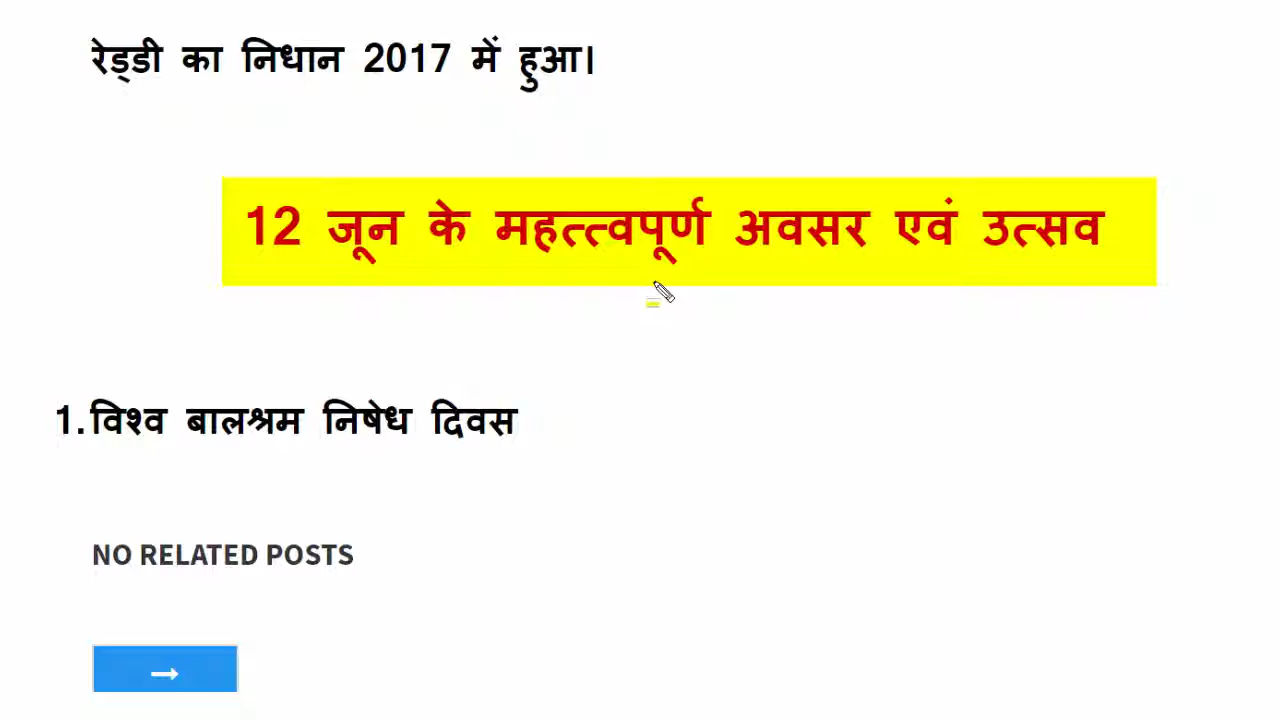 रेड्डी का निधान 2017 में हुआ।
12 जून के महत्त्वपूर्ण अवसर एवं उत्सव
1. विश्व बालश्रम निषेध दिवस
NO RELATED POSTS
→